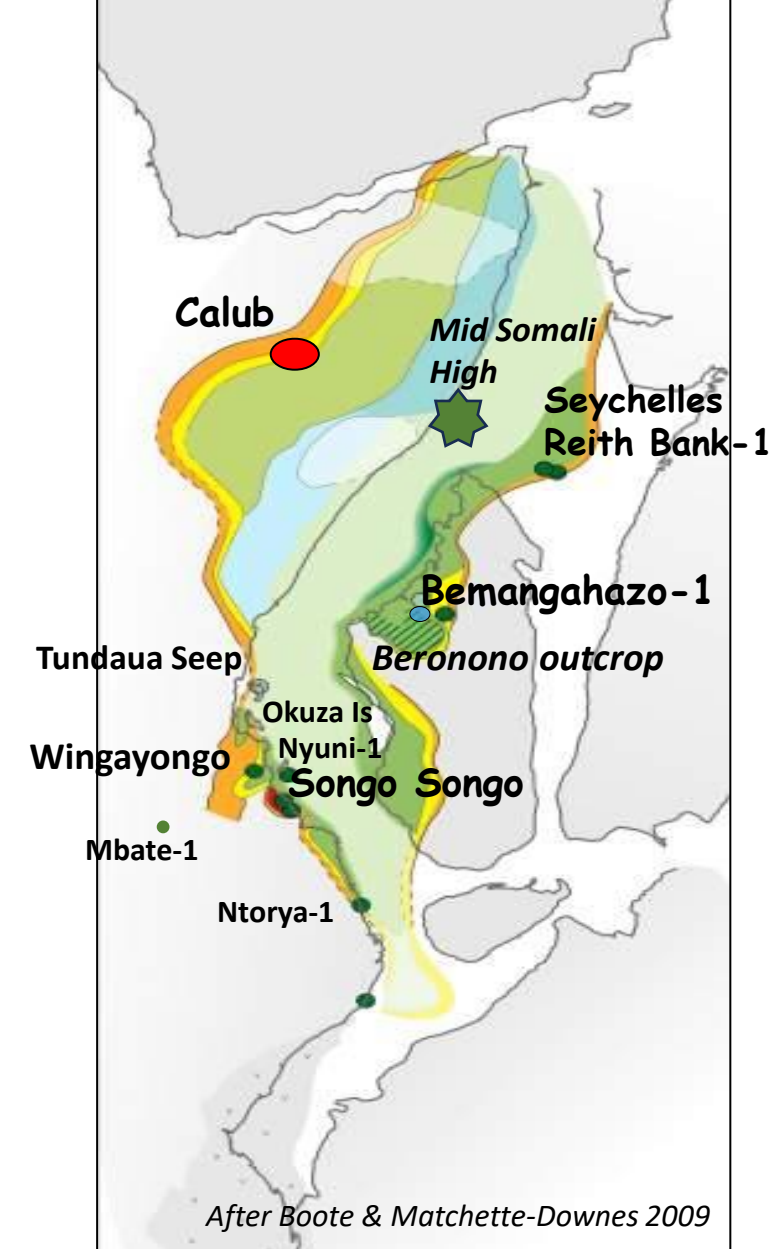 Calub
Mid Somali
High
Seychelles
Reith Bank-1
Bemangahazo-1
Tundaua Seep
Beronono outcrop
Okuza Is
Nyuni-1
Wingayongo
Songo Songo
Mbate-1
Ntorya-1
After Boote & Matchette-Downes 2009